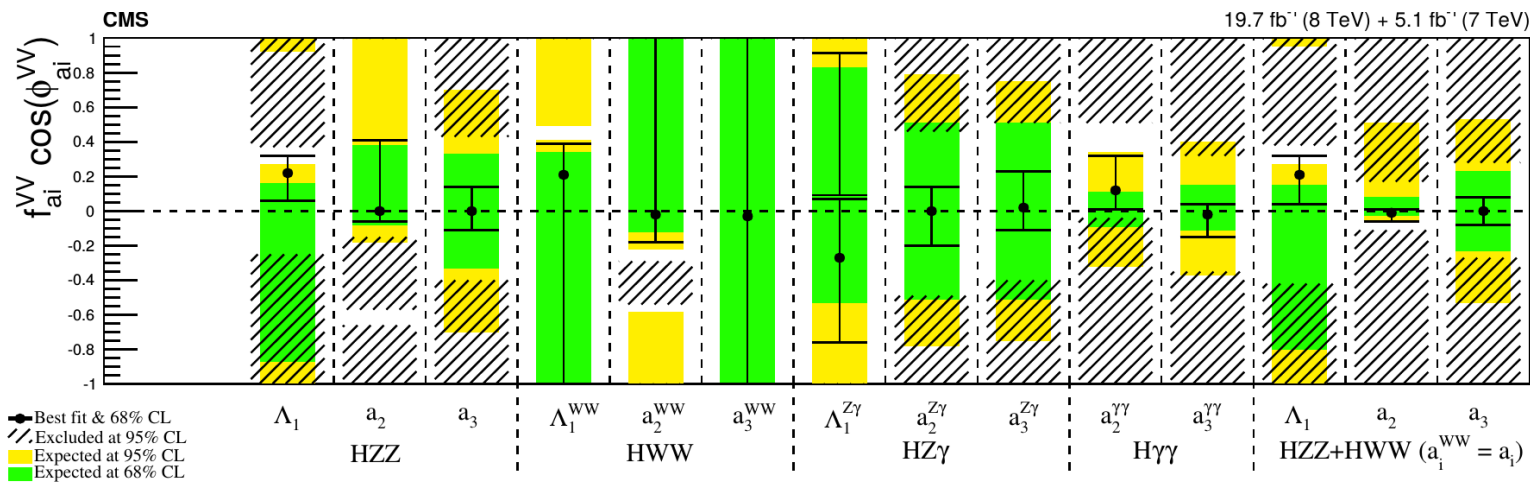 CMS 19.7 fb⁻¹ (8 TeV) + 5.1 fb⁻¹ (7 TeV)
f_ai^VV cos(ϕ_ai^VV)
1
0.8
0.6
0.4
0.2
0
-0.2
-0.4
-0.6
-0.8
-1
Λ₁ a₂ a₃ Λ₁^WW a₂^WW a₃^WW Λ₁^Zγ a₂^Zγ a₃^Zγ a₂^γγ a₃^γγ Λ₁ a₂ a₃
HZZ HWW HZγ Hγγ HZZ+HWW (a_i^WW = a_i)
Best fit & 68% CL
Excluded at 95% CL
Expected at 95% CL
Expected at 68% CL